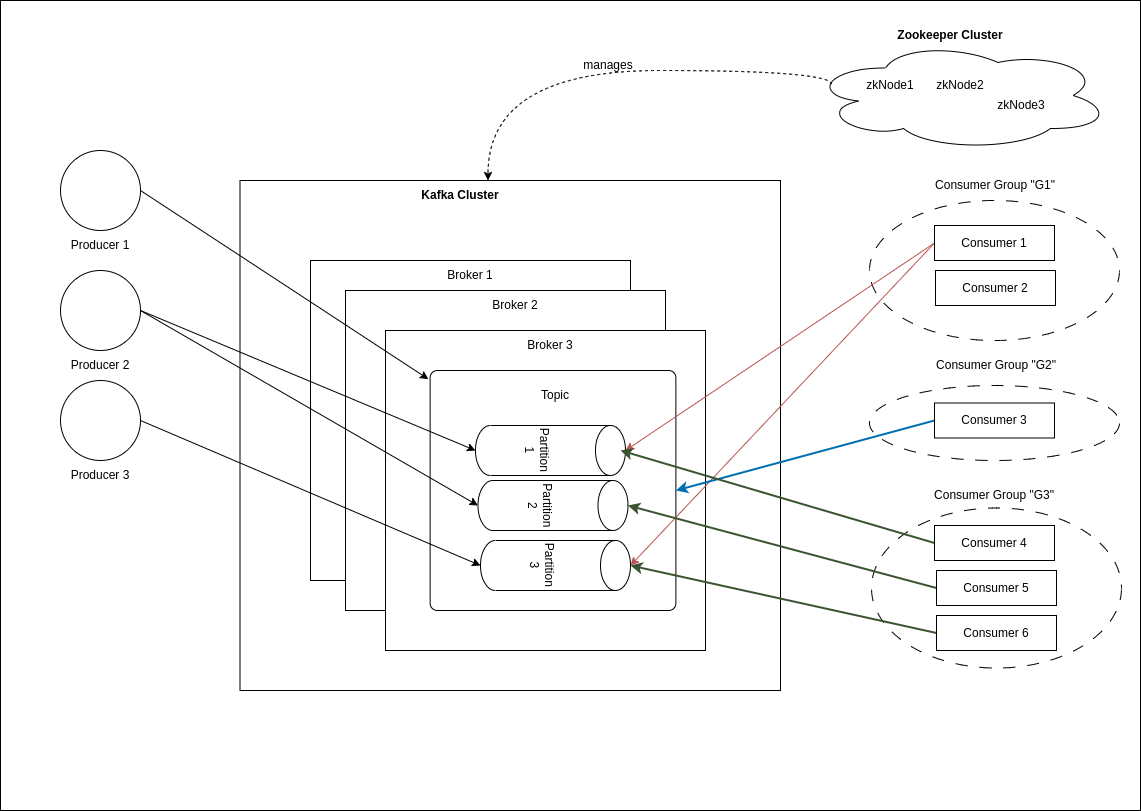 Zookeeper Cluster
manages
zkNode1
zkNode2
zkNode3
Kafka Cluster
Producer 1
Producer 2
Producer 3
Broker 1
Broker 2
Broker 3
Topic
Partition
1
Partition
2
Partition
3
Consumer Group "G1"
Consumer 1
Consumer 2
Consumer Group "G2"
Consumer 3
Consumer Group "G3"
Consumer 4
Consumer 5
Consumer 6